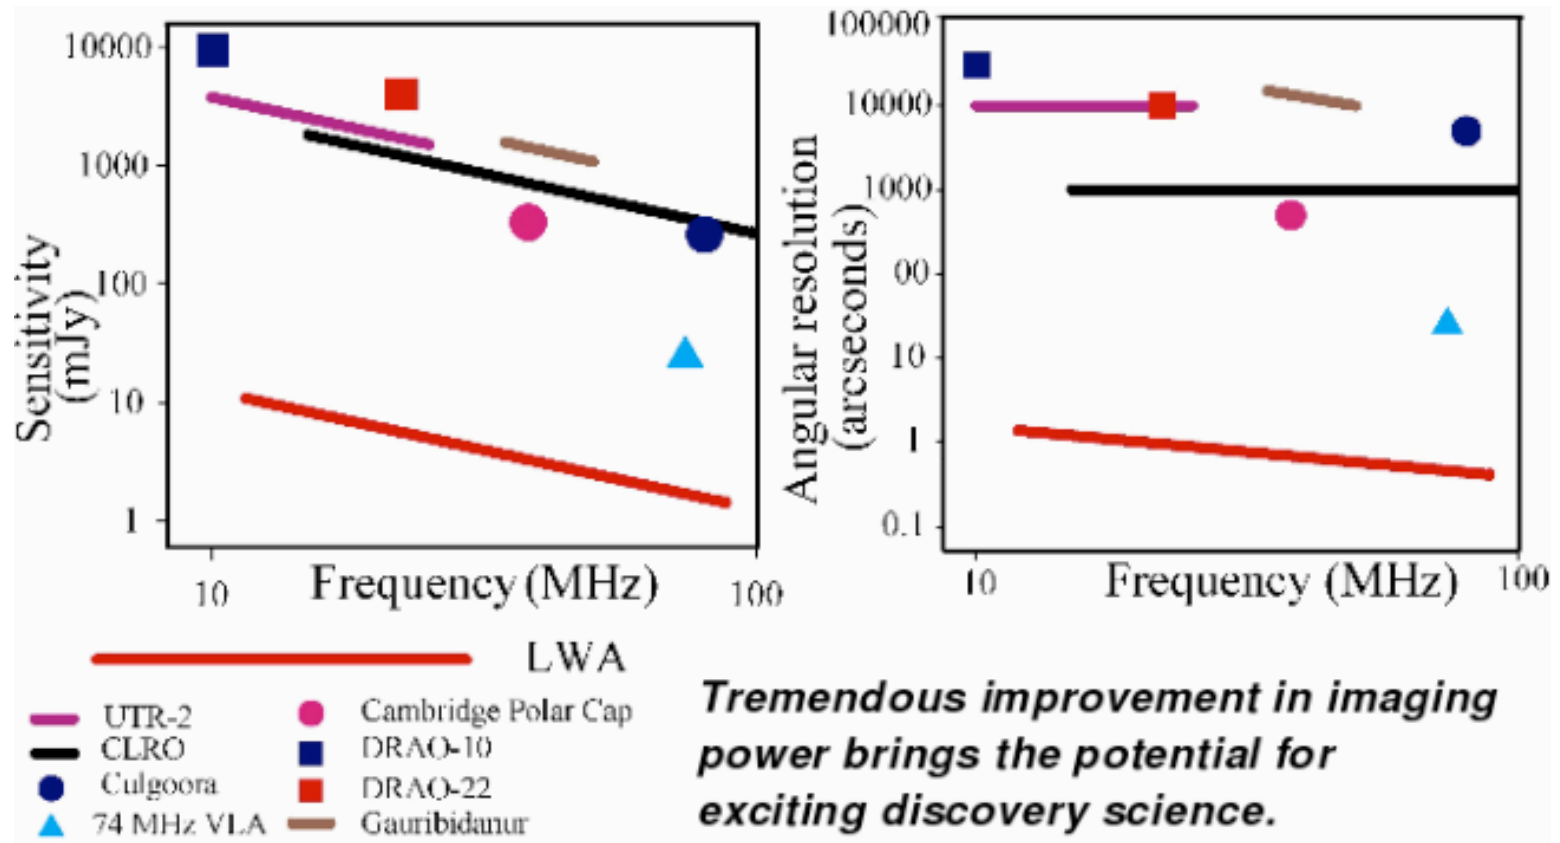 10000
1000
100
10
1
Sensitivity
(mJy)
10
Frequency (MHz)
100
100000
10000
1000
00
10
1
0.1
Angular resolution
(arcseconds)
10
Frequency (MHz)
100
LWA
UTR-2
CLRO
Culgoora
74 MHz VLA
Cambridge Polar Cap
DRAO-10
DRAO-22
Gauribidanur
Tremendous improvement in imaging
power brings the potential for
exciting discovery science.